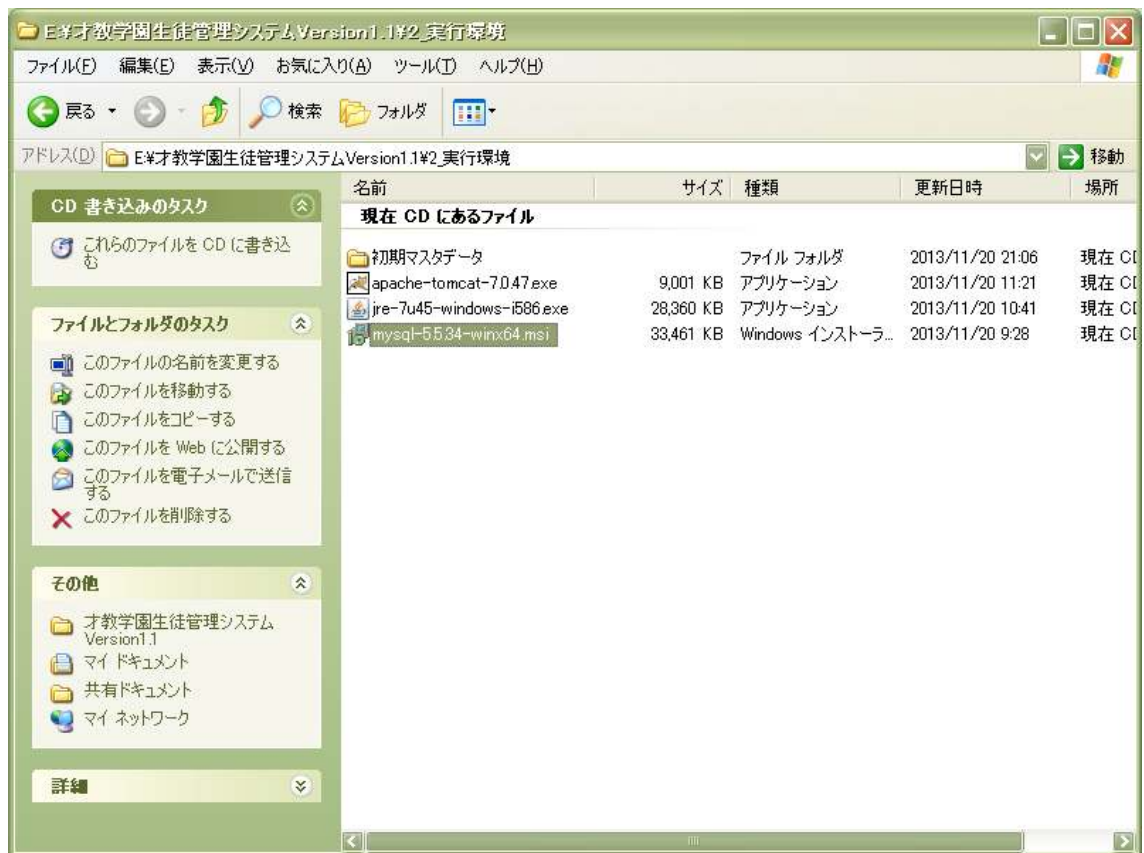 E:¥才教学園生徒管理システムVersion1.1¥2_実行環境
ファイル(F) 編集(E) 表示(V) お気に入り(A) ツール(T) ヘルプ(H)
戻る 検索 フォルダ
アドレス(D) E:¥才教学園生徒管理システムVersion1.1¥2_実行環境 移動
CD 書き込みのタスク
これらのファイルを CD に書き込
む
ファイルとフォルダのタスク
このファイルの名前を変更する
このファイルを移動する
このファイルをコピーする
このファイルを Web に公開する
このファイルを電子メールで送信
する
このファイルを削除する
その他
才教学園生徒管理システム
Version1.1
マイ ドキュメント
共有ドキュメント
マイ ネットワーク
詳細
名前 サイズ 種類 更新日時 場所
現在 CD にあるファイル
初期マスタデータ ファイル フォルダ 2013/11/20 21:06 現在 CD
apache-tomcat-7.0.47.exe 9,001 KB アプリケーション 2013/11/20 11:21 現在 CD
jre-7u45-windows-i586.exe 28,360 KB アプリケーション 2013/11/20 10:41 現在 CD
mysql-5.5.34-winx64.msi 33,461 KB Windows インストーラ... 2013/11/20 9:28 現在 CD